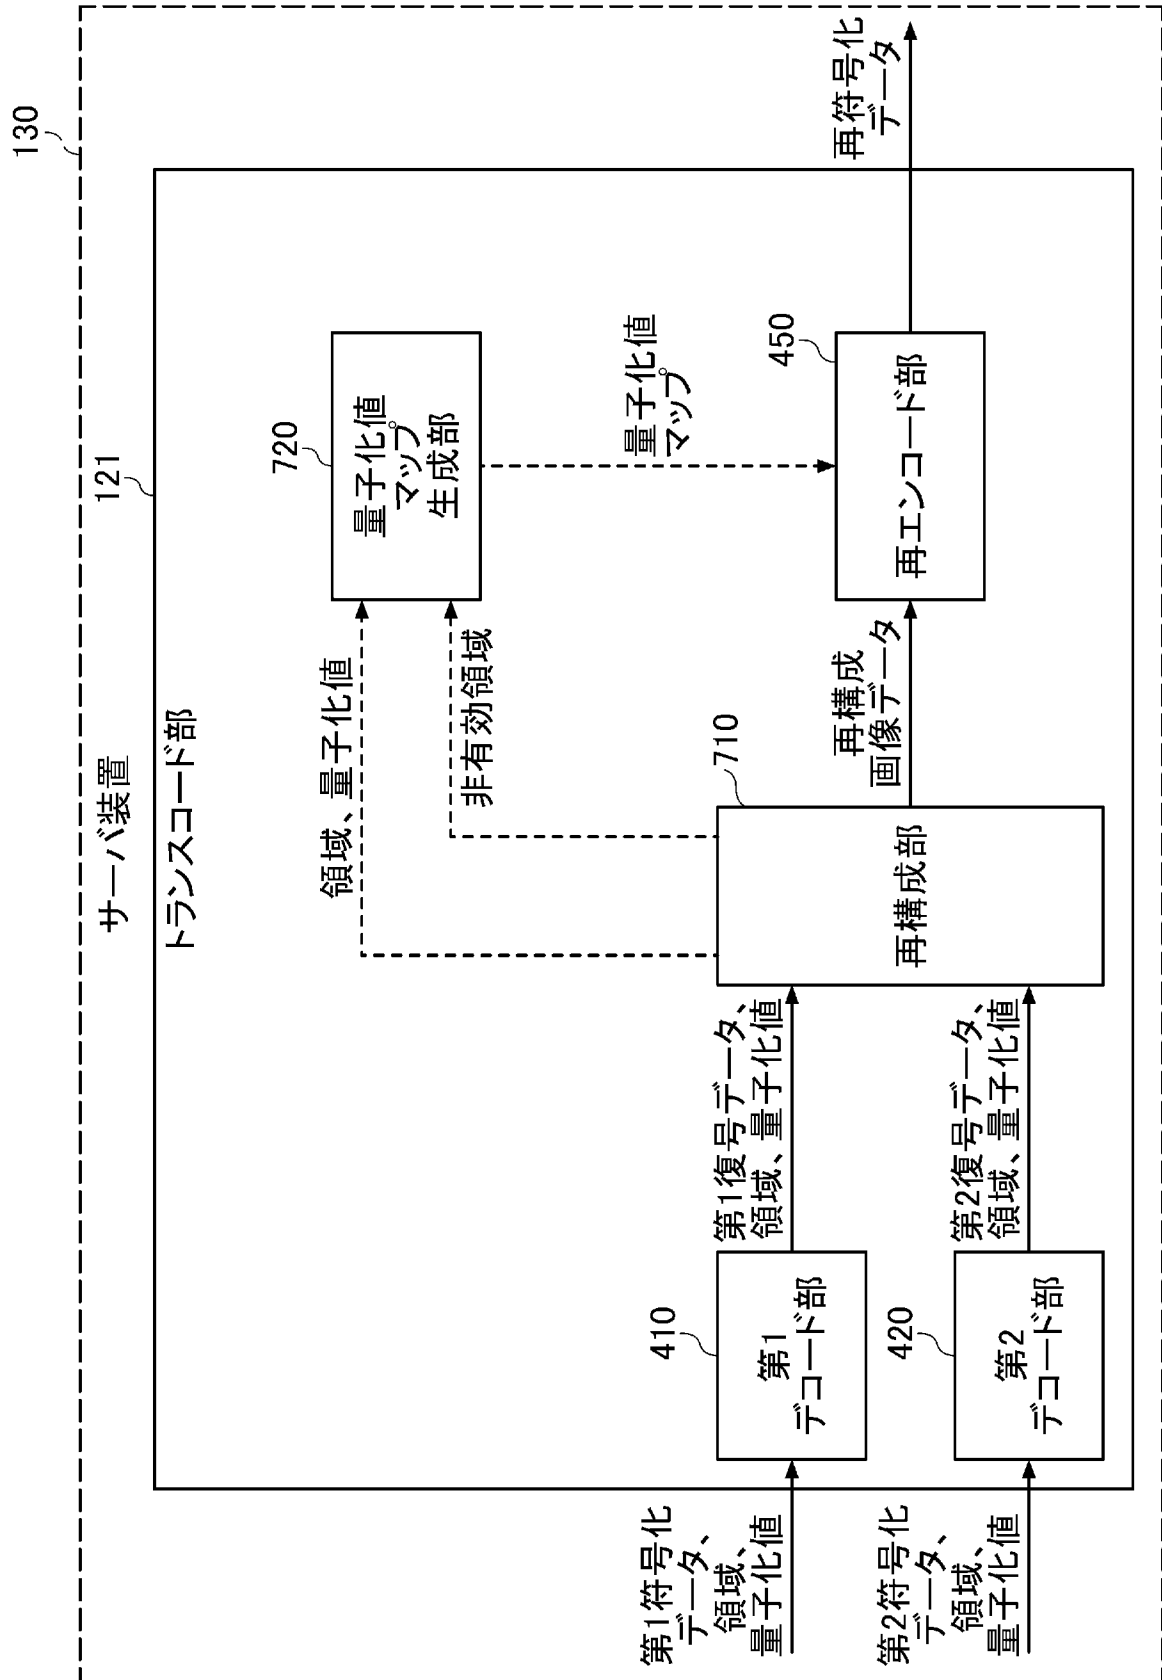 130
サーバ装置
121
トランスコード部
720
量子化値
マップ
生成部
領域、量子化値
非有効領域
量子化値
マップ
710
再構成部
再構成
画像データ
450
再エンコード部
再符号化
データ
410
第1
デコード部
第1符号化
データ、
領域、
量子化値
第1復号データ、
領域、量子化値
420
第2
デコード部
第2符号化
データ、
領域、
量子化値
第2復号データ、
領域、量子化値